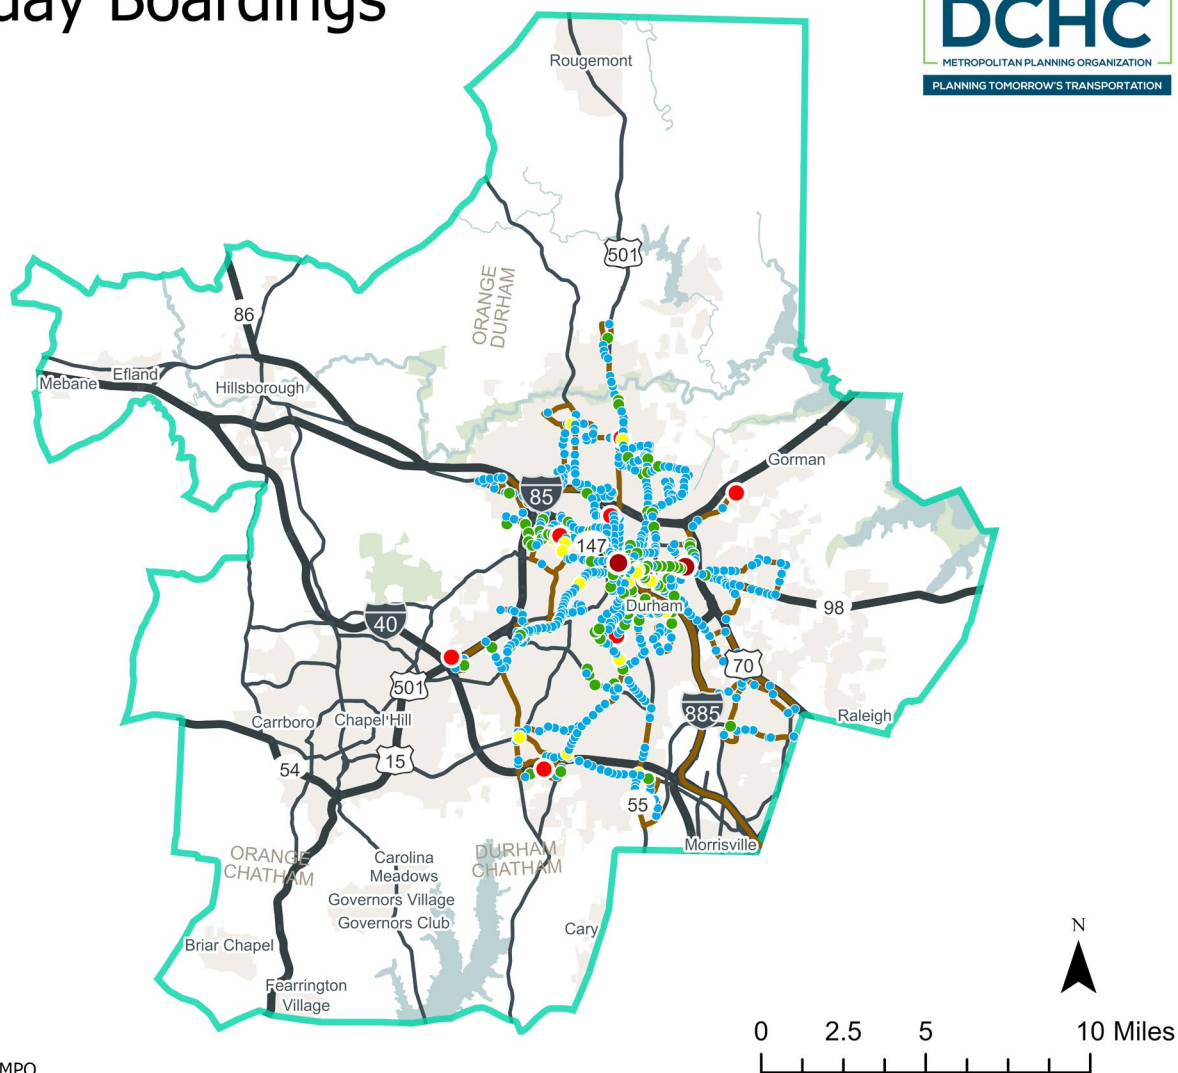 day Boardings
DCHC
METROPOLITAN PLANNING ORGANIZATION
PLANNING TOMORROW'S TRANSPORTATION
Rougemont
501
ORANGE
DURHAM
86
Mebane
Efland
Hillsborough
Gorman
85
147
Durham
98
40
70
501
885
Raleigh
Carrboro
Chapel Hill
54
15
55
Morrisville
ORANGE
CHATHAM
DURHAM
CHATHAM
Carolina
Meadows
Governors Village
Governors Club
Briar Chapel
Cary
Fearrington
Village
N
0 2.5 5 10 Miles
MPO